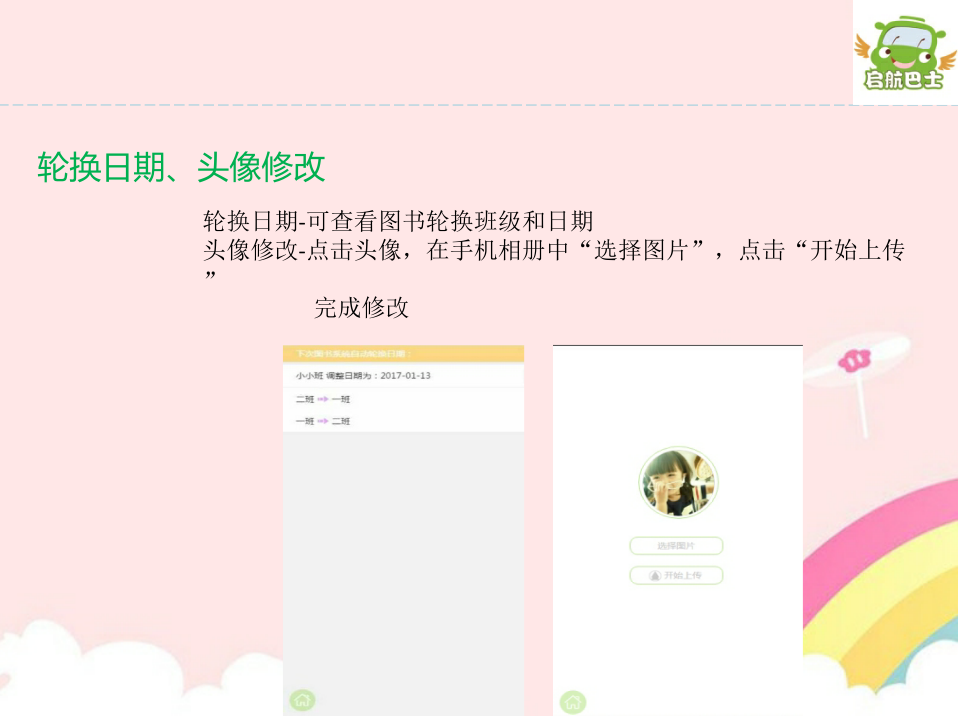 启航巴士
轮换日期、头像修改
轮换日期-可查看图书轮换班级和日期
头像修改-点击头像，在手机相册中“选择图片”，点击“开始上传
”
完成修改
下次图书系统自动轮换日期：
小小班 调整日期为：2017-01-13
二班 ⇨ 一班
一班 ⇨ 二班
选择图片
开始上传